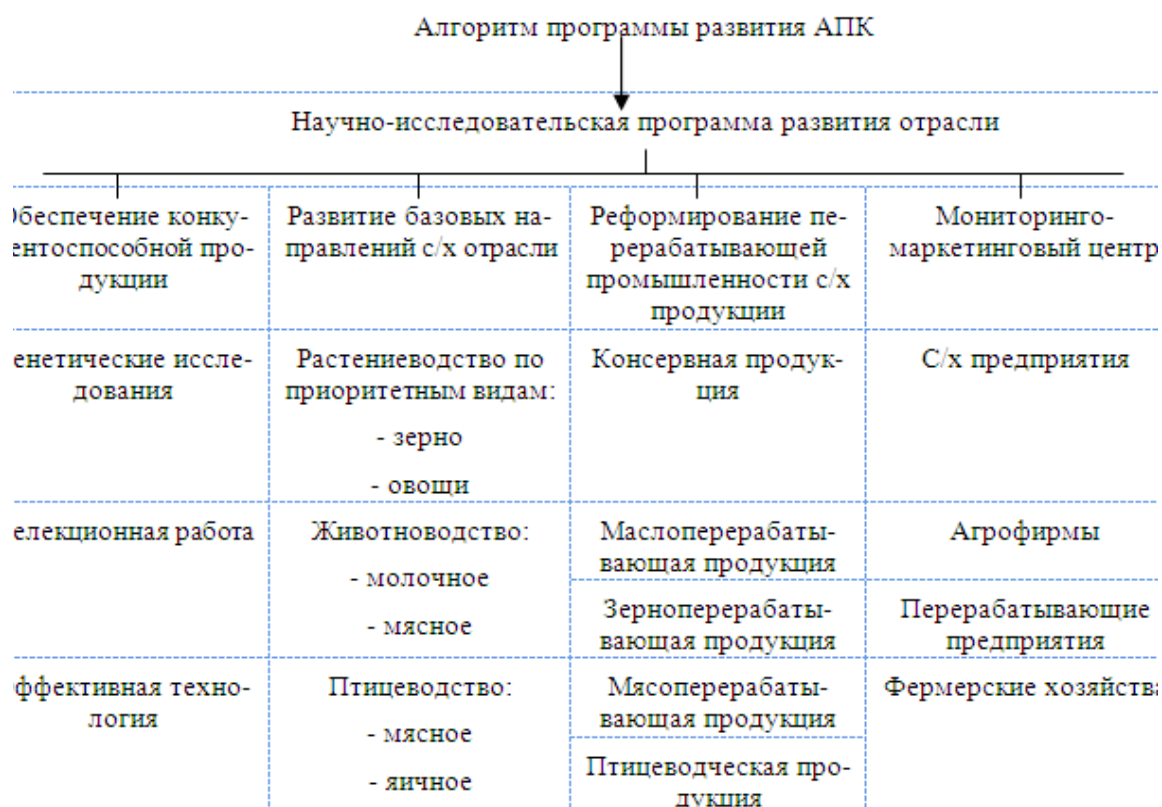 Алгоритм программы развития АПК
Научно-исследовательская программа развития отрасли
Обеспечение конку-
ентоспособной про-
дукции
Развитие базовых на-
правлений с/х отрасли
Реформирование пе-
рерабатывающей
промышленности с/х
продукции
Мониторинго-
маркетинговый центр
енетические иссле-
дования
Растениеводство по
приоритетным видам:
- зерно
- овощи
Консервная продук-
ция
С/х предприятия
елекционная работа
Животноводство:
- молочное
- мясное
Маслоперерабаты-
вающая продукция
Агрофирмы
Зерноперерабаты-
вающая продукция
Перерабатывающие
предприятия
ффективная техно-
логия
Птицеводство:
- мясное
- яичное
Мясоперерабаты-
вающая продукция
Фермерские хозяйства
Птицеводческая про-
дукция